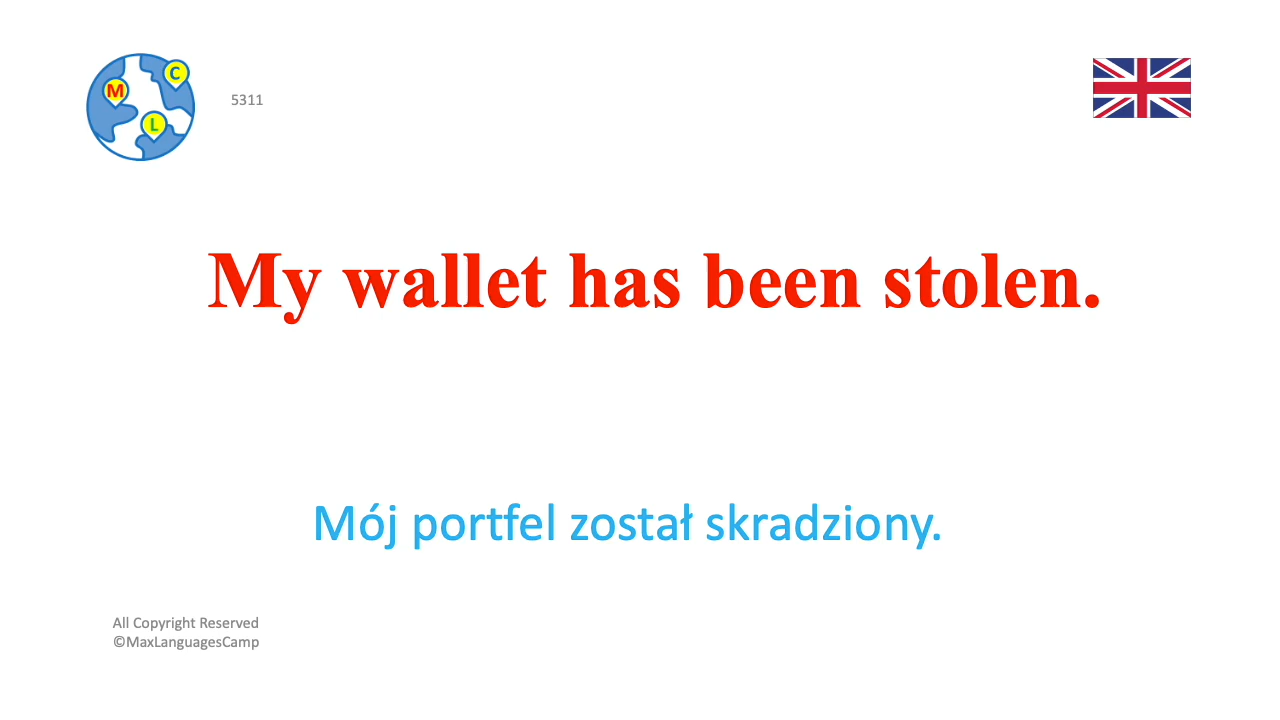 C
M
L
5311
My wallet has been stolen.
Mój portfel został skradziony.
All Copyright Reserved
©MaxLanguagesCamp